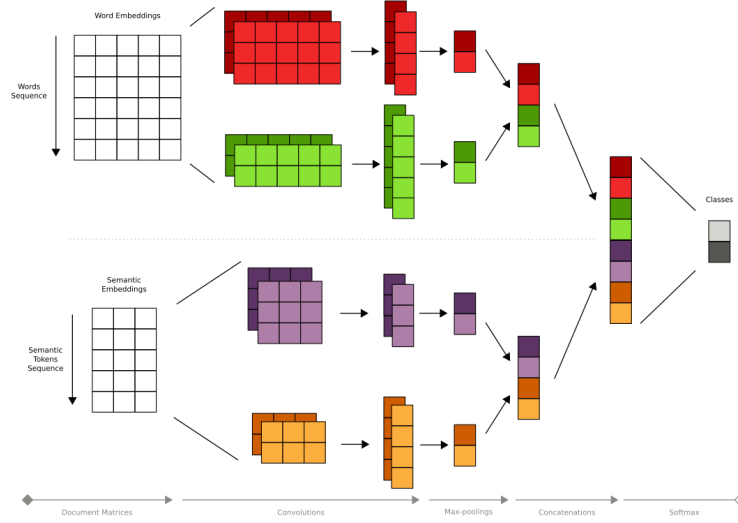 Word Embeddings
Words
Sequence
Classes
Semantic
Embeddings
Semantic
Tokens
Sequence
Document Matrices
Convolutions
Max-poolings
Concatenations
Softmax